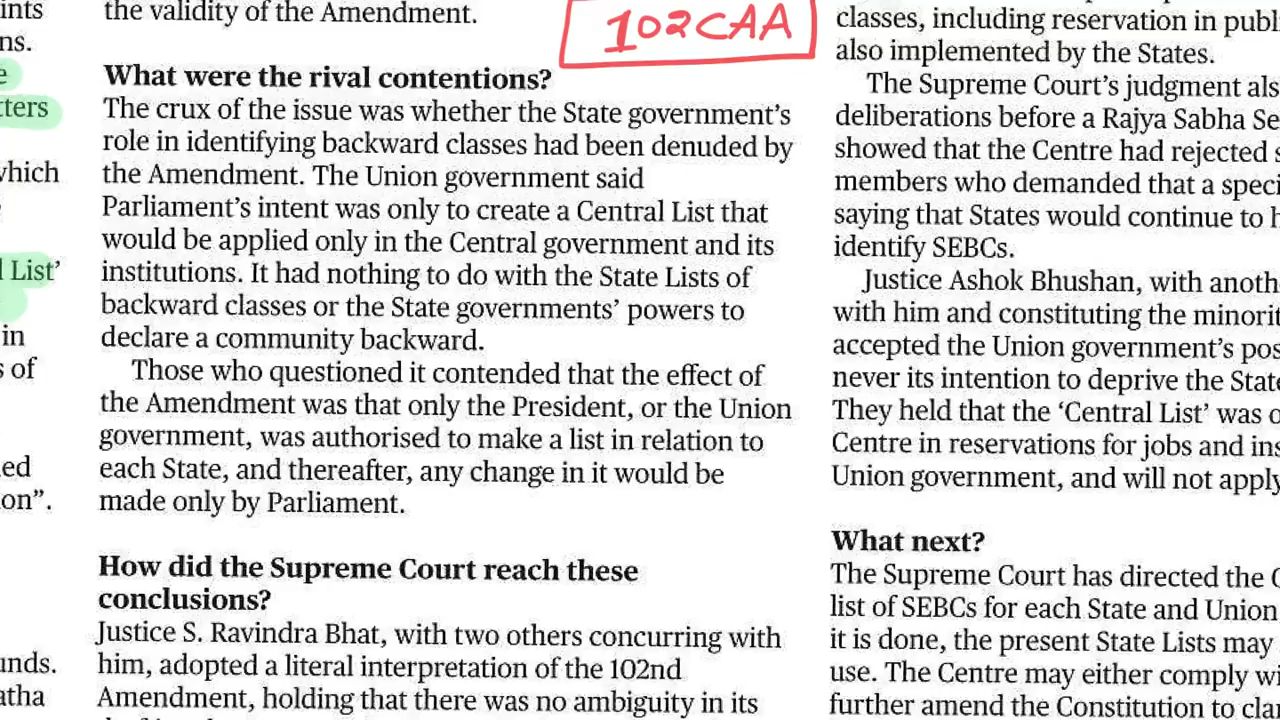 ints
ns.
e
tters
which
l List’
in
s of
ed
on”.
unds.
atha
the validity of the Amendment.
102CAA
What were the rival contentions?
The crux of the issue was whether the State government’s
role in identifying backward classes had been denuded by
the Amendment. The Union government said
Parliament’s intent was only to create a Central List that
would be applied only in the Central government and its
institutions. It had nothing to do with the State Lists of
backward classes or the State governments’ powers to
declare a community backward.
Those who questioned it contended that the effect of
the Amendment was that only the President, or the Union
government, was authorised to make a list in relation to
each State, and thereafter, any change in it would be
made only by Parliament.
How did the Supreme Court reach these
conclusions?
Justice S. Ravindra Bhat, with two others concurring with
him, adopted a literal interpretation of the 102nd
Amendment, holding that there was no ambiguity in its
classes, including reservation in publ
also implemented by the States.
The Supreme Court’s judgment als
deliberations before a Rajya Sabha Se
showed that the Centre had rejected s
members who demanded that a speci
saying that States would continue to h
identify SEBCs.
Justice Ashok Bhushan, with anoth
with him and constituting the minorit
accepted the Union government’s pos
never its intention to deprive the State
They held that the ‘Central List’ was o
Centre in reservations for jobs and ins
Union government, and will not apply
What next?
The Supreme Court has directed the C
list of SEBCs for each State and Union
it is done, the present State Lists may
use. The Centre may either comply wi
further amend the Constitution to clar